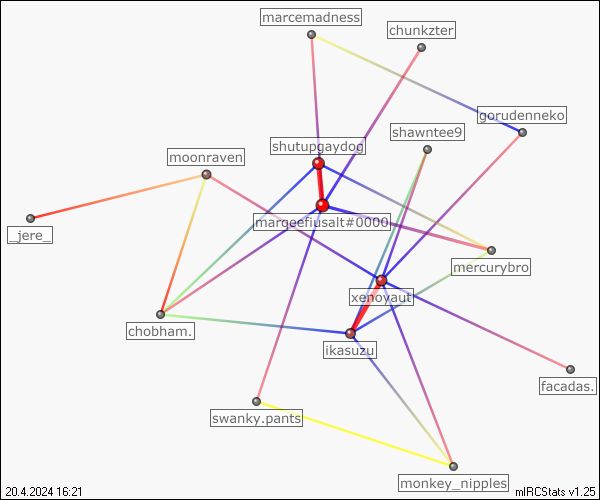 marcemadness
chunkzter
gorudenneko
shawntee9
shutupgaydog
moonraven
margeefiusalt#0000
_jere_
mercurybro
xenoyaut
chobham.
ikasuzu
facadas.
swanky.pants
monkey_nipples
20.4.2024 16:21
mIRCStats v1.25